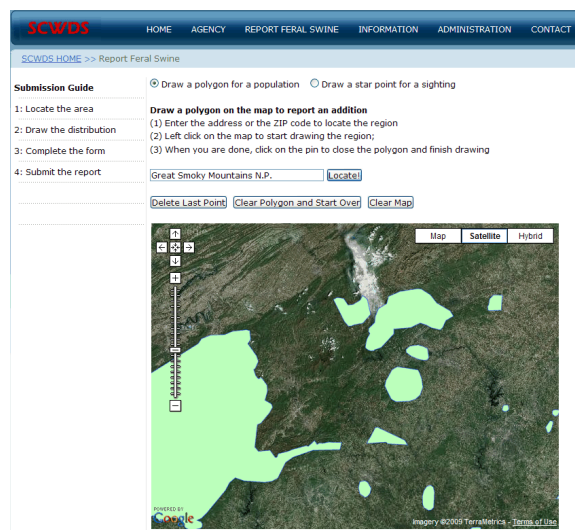 SCWDS
HOME AGENCY REPORT FERAL SWINE INFORMATION ADMINISTRATION CONTACT
SCWDS HOME >> Report Feral Swine
Submission Guide
1: Locate the area
2: Draw the distribution
3: Complete the form
4: Submit the report
Draw a polygon for a population Draw a star point for a sighting
Draw a polygon on the map to report an addition
(1) Enter the address or the ZIP code to locate the region
(2) Left click on the map to start drawing the region;
(3) When you are done, click on the pin to close the polygon and finish drawing
Great Smoky Mountains N.P. Locate!
Delete Last Point Clear Polygon and Start Over Clear Map
Map Satellite Hybrid
POWERED BY
Google
Imagery ©2009 TerraMetrics - Terms of Use